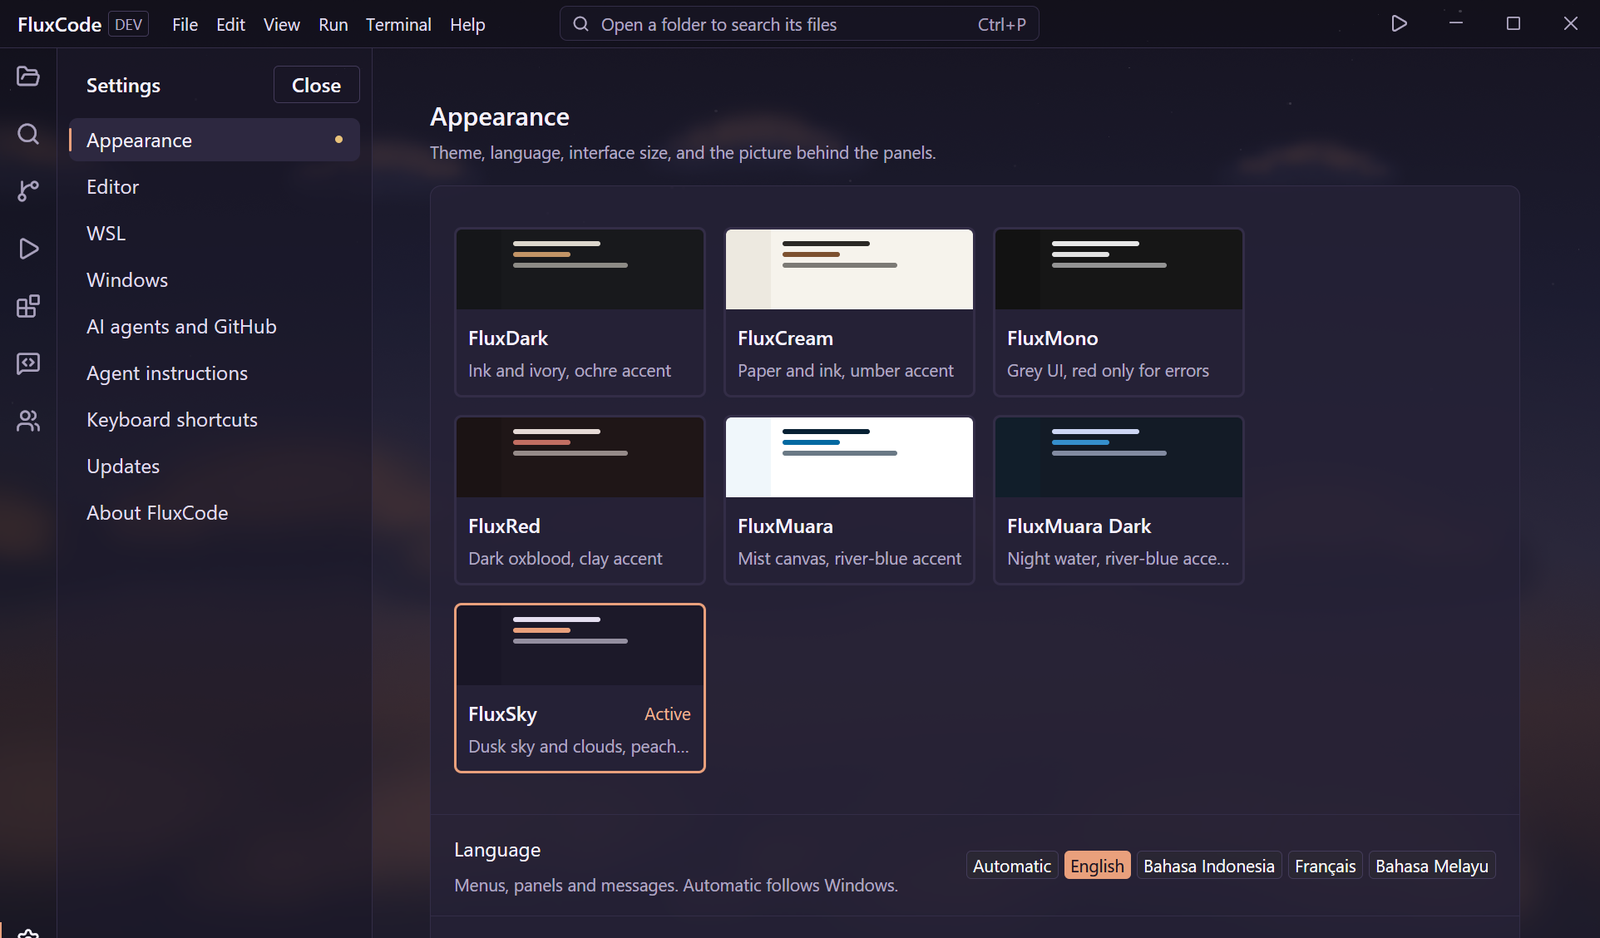 FluxCode DEV File Edit View Run Terminal Help Open a folder to search its files Ctrl+P
Settings Close
Appearance
Editor
WSL
Windows
AI agents and GitHub
Agent instructions
Keyboard shortcuts
Updates
About FluxCode
Appearance
Theme, language, interface size, and the picture behind the panels.
FluxDark
Ink and ivory, ochre accent
FluxCream
Paper and ink, umber accent
FluxMono
Grey UI, red only for errors
FluxRed
Dark oxblood, clay accent
FluxMuara
Mist canvas, river-blue accent
FluxMuara Dark
Night water, river-blue acce...
FluxSky Active
Dusk sky and clouds, peach...
Language
Menus, panels and messages. Automatic follows Windows.
Automatic English Bahasa Indonesia Français Bahasa Melayu